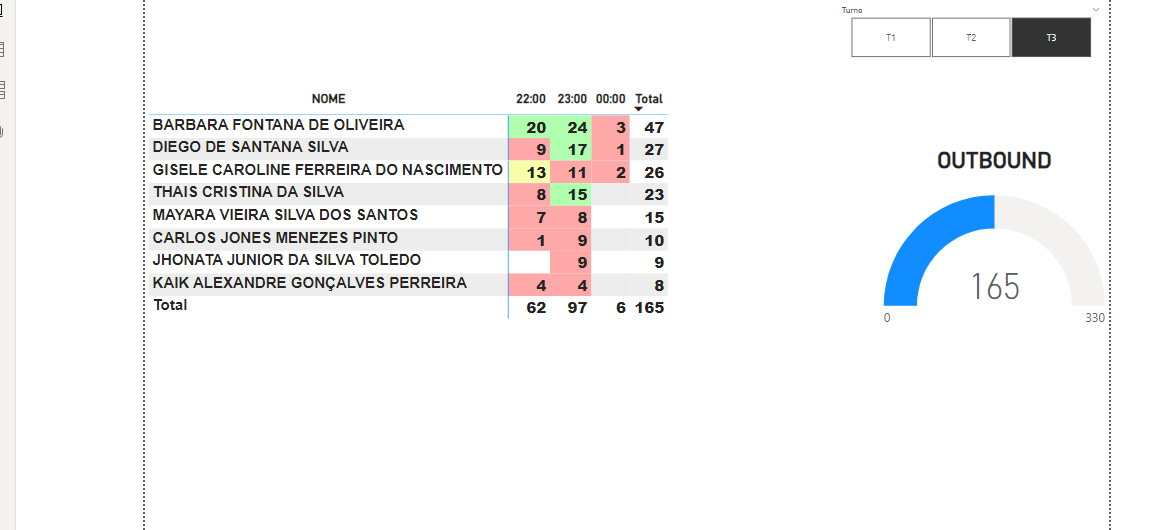 Turno
T1 T2 T3
NOME 22:00 23:00 00:00 Total
BARBARA FONTANA DE OLIVEIRA 20 24 3 47
DIEGO DE SANTANA SILVA 9 17 1 27
GISELE CAROLINE FERREIRA DO NASCIMENTO 13 11 2 26
THAIS CRISTINA DA SILVA 8 15 23
MAYARA VIEIRA SILVA DOS SANTOS 7 8 15
CARLOS JONES MENEZES PINTO 1 9 10
JHONATA JUNIOR DA SILVA TOLEDO 9 9
KAIK ALEXANDRE GONÇALVES PERREIRA 4 4 8
Total 62 97 6 165
OUTBOUND
165
0 330